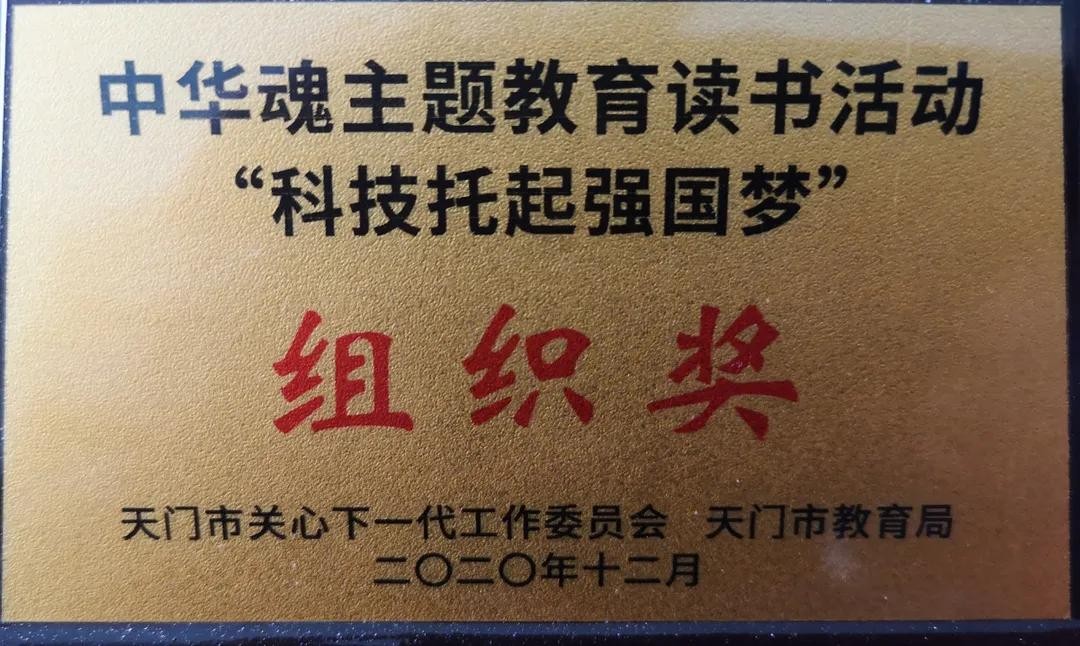 中华魂主题教育读书活动
“科技托起强国梦”
组织奖
天门市关心下一代工作委员会 天门市教育局
二〇二〇年十二月